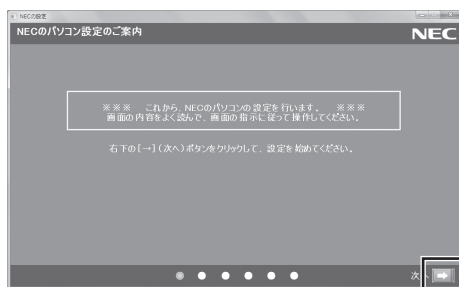 NECの設定
NECのパソコン設定のご案内
NEC
※※※ これから、NECのパソコンの設定を行います。 ※※※
画面の内容をよく読んで、画面の指示に従って操作してください。
右下の[→](次へ)ボタンをクリックして、設定を始めてください。
次へ